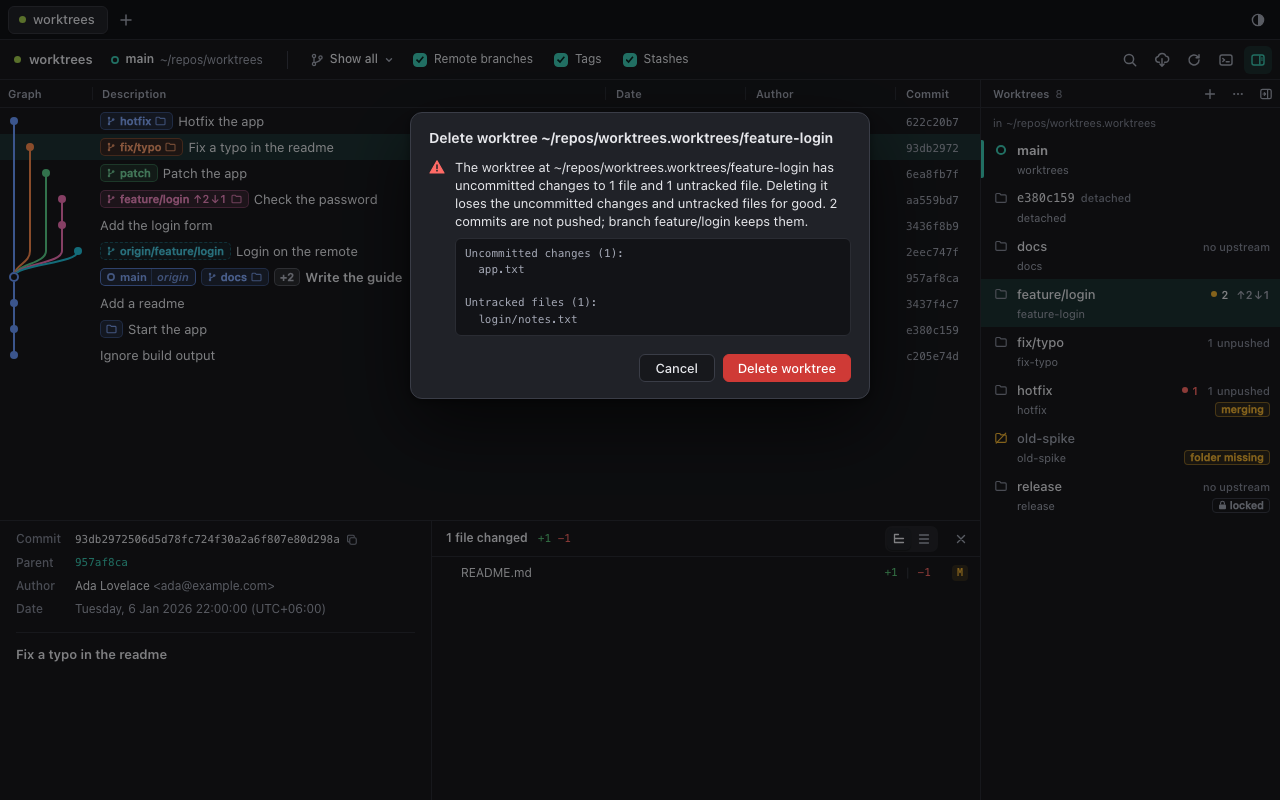 worktrees
worktrees main ~/repos/worktrees Show all Remote branches Tags Stashes
Graph Description Date Author Commit
hotfix Hotfix the app 622c20b7
fix/typo Fix a typo in the readme 93db2972
patch Patch the app 6ea8fb7f
feature/login ↑2↓1 Check the password aa559bd7
Add the login form 3436f8b9
origin/feature/login Login on the remote 2eec747f
main origin docs +2 Write the guide 957af8ca
Add a readme 3437f4c7
Start the app e380c159
Ignore build output c205e74d
Delete worktree ~/repos/worktrees.worktrees/feature-login
The worktree at ~/repos/worktrees.worktrees/feature-login has
uncommitted changes to 1 file and 1 untracked file. Deleting it
loses the uncommitted changes and untracked files for good. 2
commits are not pushed; branch feature/login keeps them.
Uncommitted changes (1):
app.txt
Untracked files (1):
login/notes.txt
Cancel Delete worktree
Worktrees 8
in ~/repos/worktrees.worktrees
main
worktrees
e380c159 detached
detached
docs no upstream
docs
feature/login 2 ↑2↓1
feature-login
fix/typo 1 unpushed
fix-typo
hotfix 1 1 unpushed
hotfix merging
old-spike
old-spike folder missing
release no upstream
release locked
Commit 93db2972506d5d78fc724f30a2a6f807e80d298a
Parent 957af8ca
Author Ada Lovelace <ada@example.com>
Date Tuesday, 6 Jan 2026 22:00:00 (UTC+06:00)
Fix a typo in the readme
1 file changed +1 −1
README.md +1 −1 M